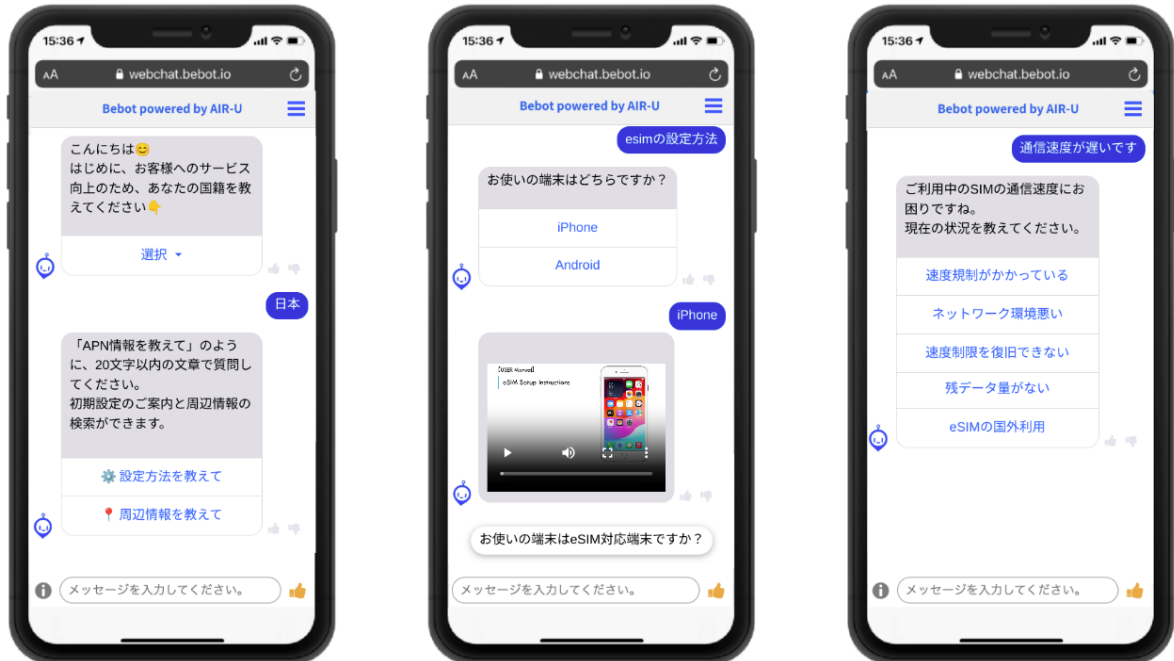 15:36
AA webchat.bebot.io
Bebot powered by AIR-U
こんにちは😊
はじめに、お客様へのサービス
向上のため、あなたの国籍を教
えてください👇
選択
日本
「APN情報を教えて」のよう
に、20文字以内の文章で質問し
てください。
初期設定のご案内と周辺情報の
検索ができます。
⚙️設定方法を教えて
📍周辺情報を教えて
メッセージを入力してください。
15:36
AA webchat.bebot.io
Bebot powered by AIR-U
esimの設定方法
お使いの端末はどちらですか？
iPhone
Android
iPhone
【USER Manual】
eSIM Setup Instructions
お使いの端末はeSIM対応端末ですか？
メッセージを入力してください。
15:36
AA webchat.bebot.io
Bebot powered by AIR-U
通信速度が遅いです
ご利用中のSIMの通信速度にお
困りですね。
現在の状況を教えてください。
速度規制がかかっている
ネットワーク環境悪い
速度制限を復旧できない
残データ量がない
eSIMの国外利用
メッセージを入力してください。